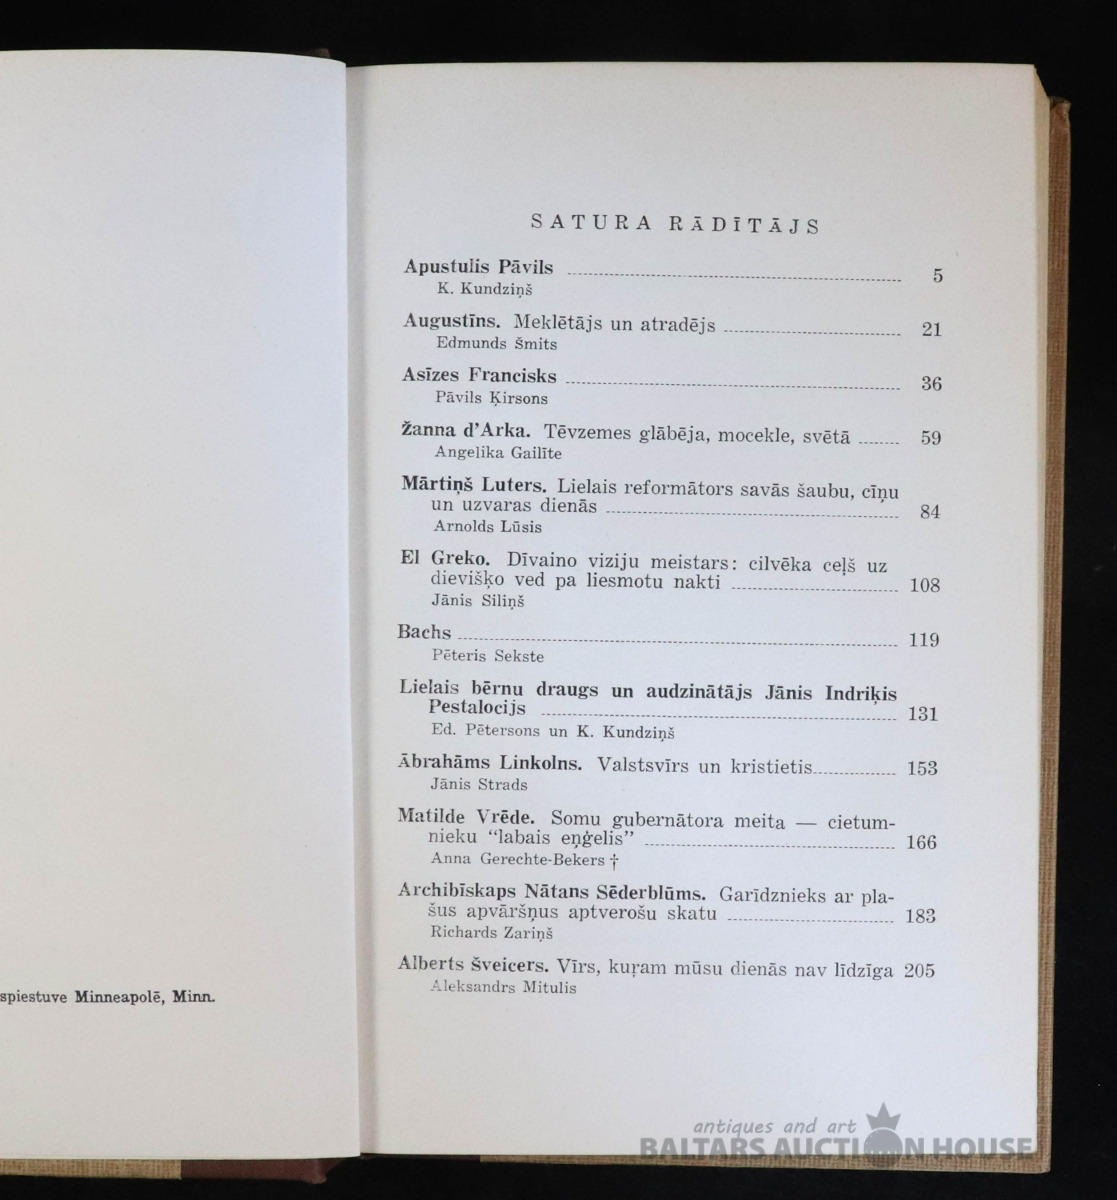 spiestuve Minneapolē, Minn.
SATURA RĀDĪTĀJS
Apustulis Pāvils 5
K. Kundziņš
Augustīns. Meklētājs un atradējs 21
Edmunds Šmits
Asīzes Francisks 36
Pāvils Ķirsons
Žanna d'Arka. Tēvzemes glābēja, mocekle, svētā 59
Angelika Gailīte
Mārtiņš Luters. Lielais reformātors savās šaubu, cīņu
un uzvaras dienās 84
Arnolds Lūsis
El Greko. Dīvaino viziju meistars: cilvēka ceļš uz
dievišķo ved pa liesmotu nakti 108
Jānis Siliņš
Bachs 119
Pēteris Sekste
Lielais bērnu draugs un audzinātājs Jānis Indriķis
Pestalocijs 131
Ed. Pētersons un K. Kundziņš
Ābrahāms Linkolns. Valstsvīrs un kristietis 153
Jānis Strads
Matilde Vrēde. Somu gubernātora meita — cietum-
nieku “labais eņģelis” 166
Anna Gerechte-Bekers †
Archibīskaps Nātans Sēderblūms. Garīdznieks ar pla-
šus apvāršņus aptverošu skatu 183
Richards Zariņš
Alberts Šveicers. Vīrs, kuŗam mūsu dienās nav līdzīga 205
Aleksandrs Mitulis
antiques and art
BALTARS AUCTION HOUSE